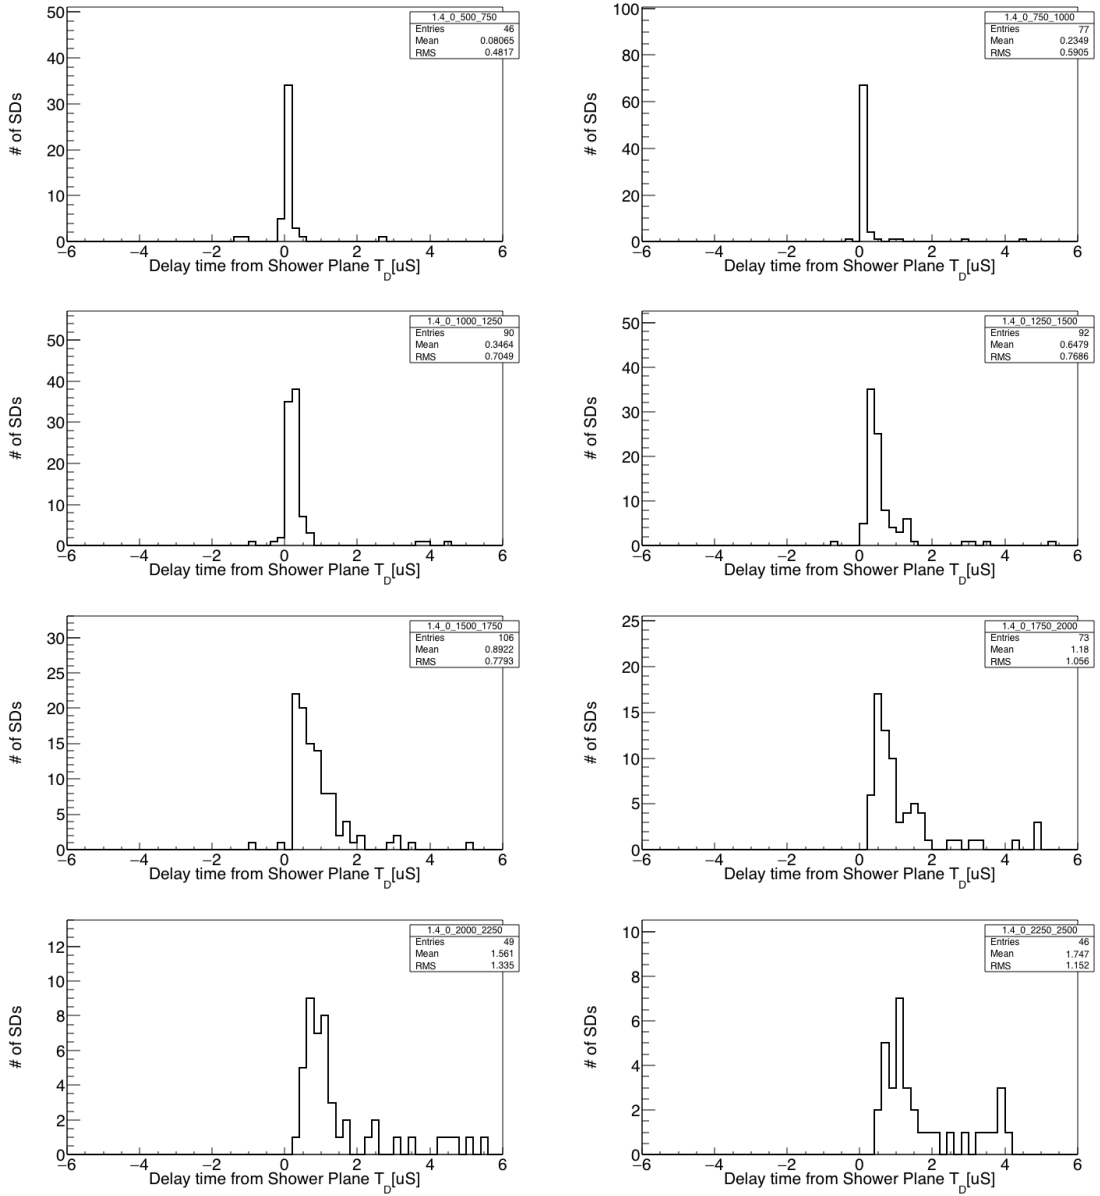 1.4_0_500_750
Entries 46
Mean 0.08065
RMS 0.4817
50
40
30
20
10
0
# of SDs
−6 −4 −2 0 2 4 6
Delay time from Shower Plane T_D[uS]
1.4_0_750_1000
Entries 77
Mean 0.2349
RMS 0.5905
100
80
60
40
20
0
# of SDs
−6 −4 −2 0 2 4 6
Delay time from Shower Plane T_D[uS]
1.4_0_1000_1250
Entries 90
Mean 0.3464
RMS 0.7049
50
40
30
20
10
0
# of SDs
−6 −4 −2 0 2 4 6
Delay time from Shower Plane T_D[uS]
1.4_0_1250_1500
Entries 92
Mean 0.6479
RMS 0.7686
50
40
30
20
10
0
# of SDs
−6 −4 −2 0 2 4 6
Delay time from Shower Plane T_D[uS]
1.4_0_1500_1750
Entries 106
Mean 0.8922
RMS 0.7793
30
25
20
15
10
5
0
# of SDs
−6 −4 −2 0 2 4 6
Delay time from Shower Plane T_D[uS]
1.4_0_1750_2000
Entries 73
Mean 1.18
RMS 1.056
25
20
15
10
5
0
# of SDs
−6 −4 −2 0 2 4 6
Delay time from Shower Plane T_D[uS]
1.4_0_2000_2250
Entries 49
Mean 1.561
RMS 1.335
12
10
8
6
4
2
0
# of SDs
−6 −4 −2 0 2 4 6
Delay time from Shower Plane T_D[uS]
1.4_0_2250_2500
Entries 46
Mean 1.747
RMS 1.152
10
8
6
4
2
0
# of SDs
−6 −4 −2 0 2 4 6
Delay time from Shower Plane T_D[uS]